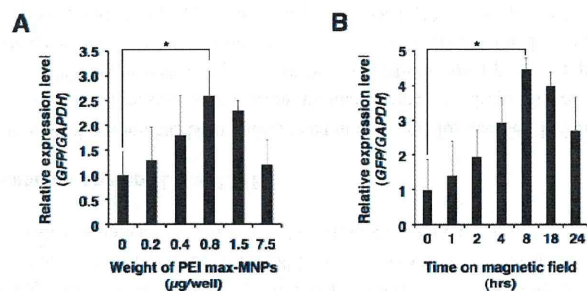 A
Relative expression level
(GFP/GAPDH)
3.5
3.0
2.5
2.0
1.5
1.0
0.5
0.0
*
0 0.2 0.4 0.8 1.5 7.5
Weight of PEI max-MNPs
(µg/well)
B
Relative expression level
(GFP/GAPDH)
5
4
3
2
1
0
*
0 1 2 4 8 18 24
Time on magnetic field
(hrs)